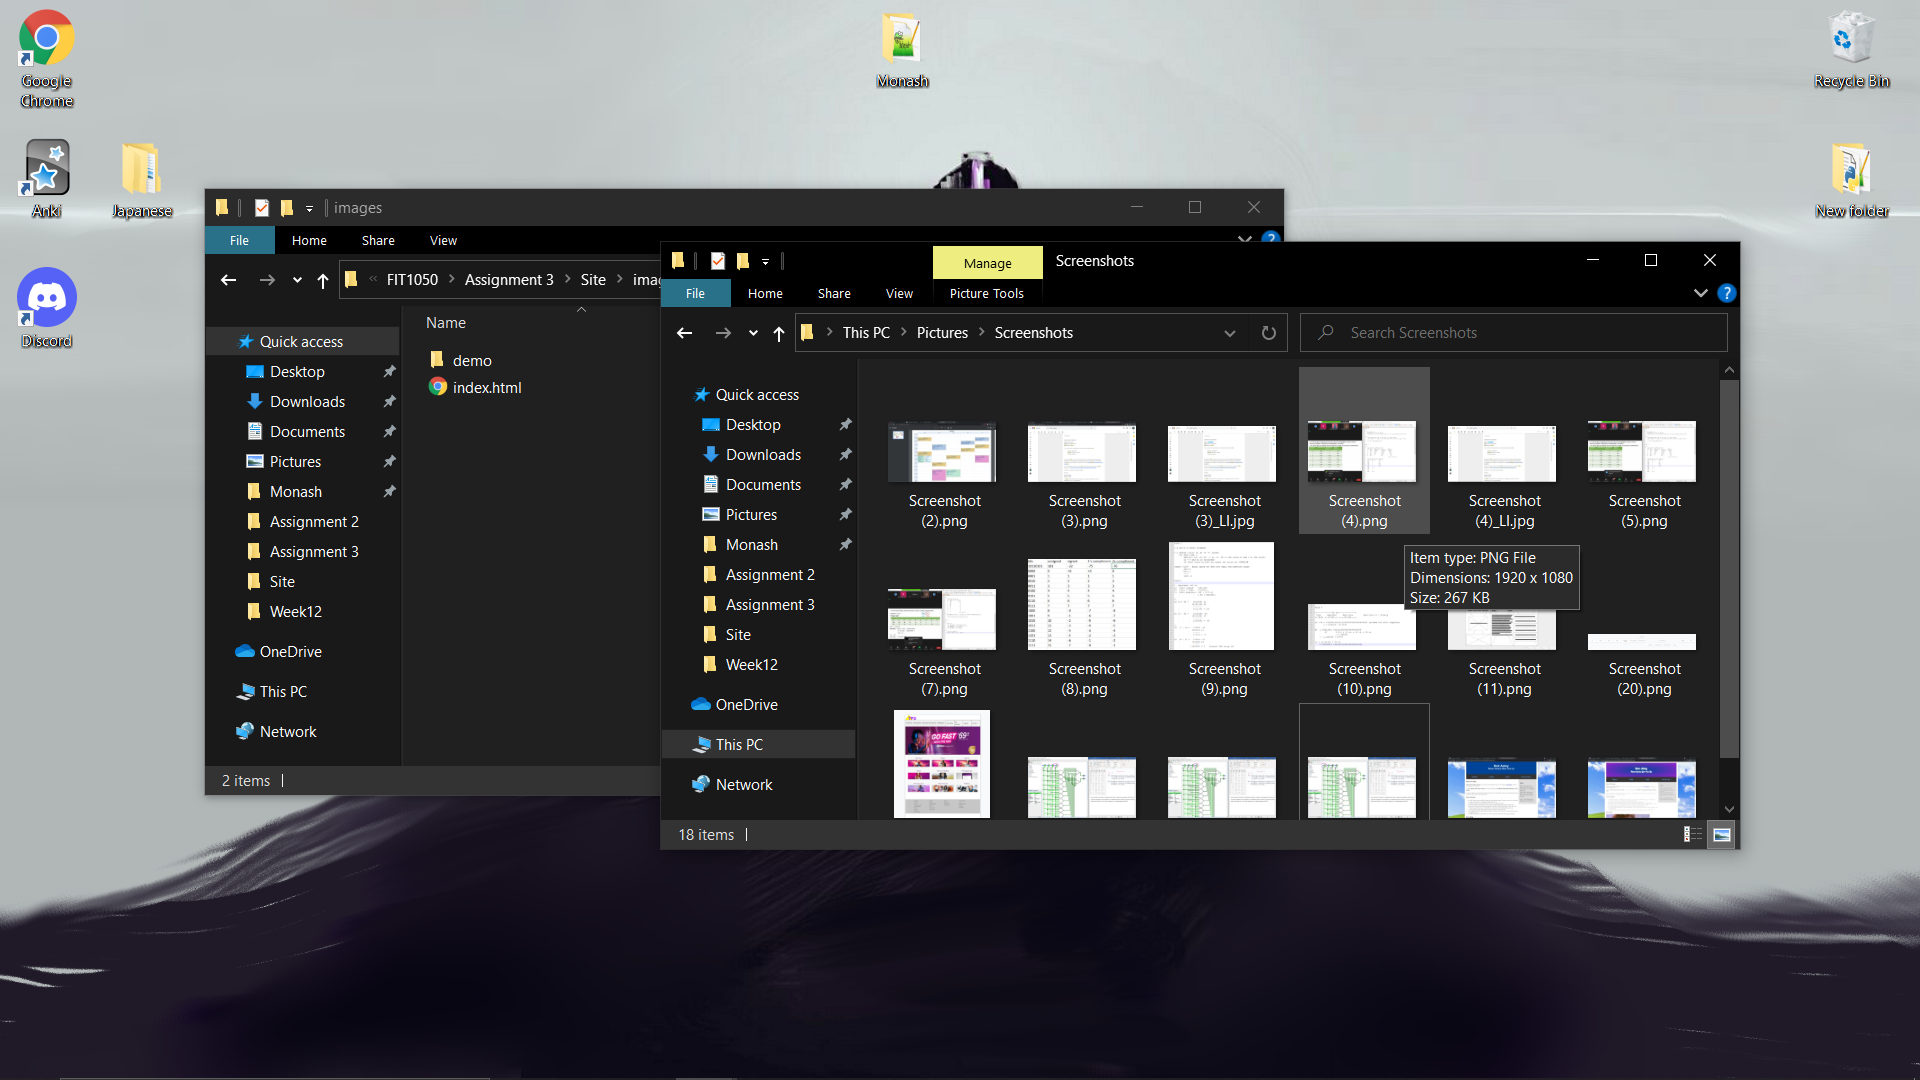 Google
Chrome
Anki
Japanese
Discord
Monash
Recycle Bin
New folder
images
File
Home
Share
View
FIT1050
Assignment 3
Site
Name
demo
index.html
Quick access
Desktop
Downloads
Documents
Pictures
Monash
Assignment 2
Assignment 3
Site
Week12
OneDrive
This PC
Network
2 items
Manage
Screenshots
File
Home
Share
View
Picture Tools
This PC
Pictures
Screenshots
Search Screenshots
Quick access
Desktop
Downloads
Documents
Pictures
Monash
Assignment 2
Assignment 3
Site
Week12
OneDrive
This PC
Network
Screenshot
(2).png
Screenshot
(3).png
Screenshot
(3)_LI.jpg
Screenshot
(4).png
Screenshot
(4)_LI.jpg
Screenshot
(5).png
Item type: PNG File
Dimensions: 1920 x 1080
Size: 267 KB
Screenshot
(7).png
Screenshot
(8).png
Screenshot
(9).png
Screenshot
(10).png
Screenshot
(11).png
Screenshot
(20).png
GO FAST
18 items